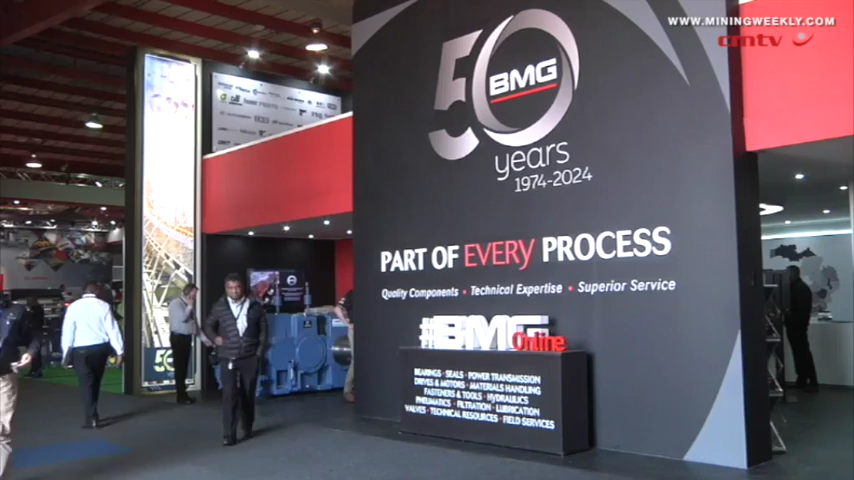 WWW.MININGWEEKLY.COM
cmtv
50
BMG
years
1974-2024
PART OF EVERY PROCESS
Quality Components • Technical Expertise • Superior Service
#BMG
Online
BEARINGS • SEALS • POWER TRANSMISSION
DRIVES & MOTORS • MATERIALS HANDLING
FASTENERS & TOOLS • HYDRAULICS
PNEUMATICS • FILTRATION • LUBRICATION
VALVES • TECHNICAL RESOURCES • FIELD SERVICES
50